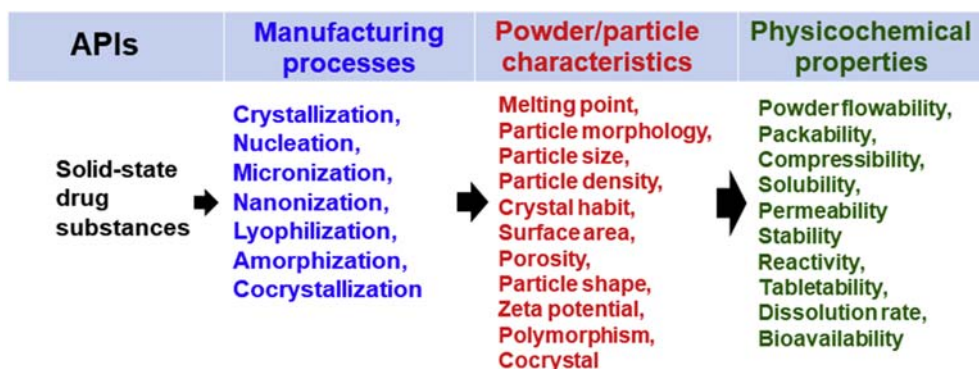 APIs
Manufacturing
processes
Powder/particle
characteristics
Physicochemical
properties
Solid-state
drug
substances
Crystallization,
Nucleation,
Micronization,
Nanonization,
Lyophilization,
Amorphization,
Cocrystallization
Melting point,
Particle morphology,
Particle size,
Particle density,
Crystal habit,
Surface area,
Porosity,
Particle shape,
Zeta potential,
Polymorphism,
Cocrystal
Powder flowability,
Packability,
Compressibility,
Solubility,
Permeability
Stability
Reactivity,
Tabletability,
Dissolution rate,
Bioavailability